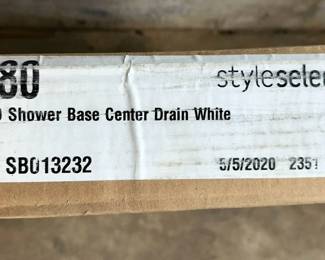 80 styleselec
Shower Base Center Drain White
SB013232 5/5/2020 2351